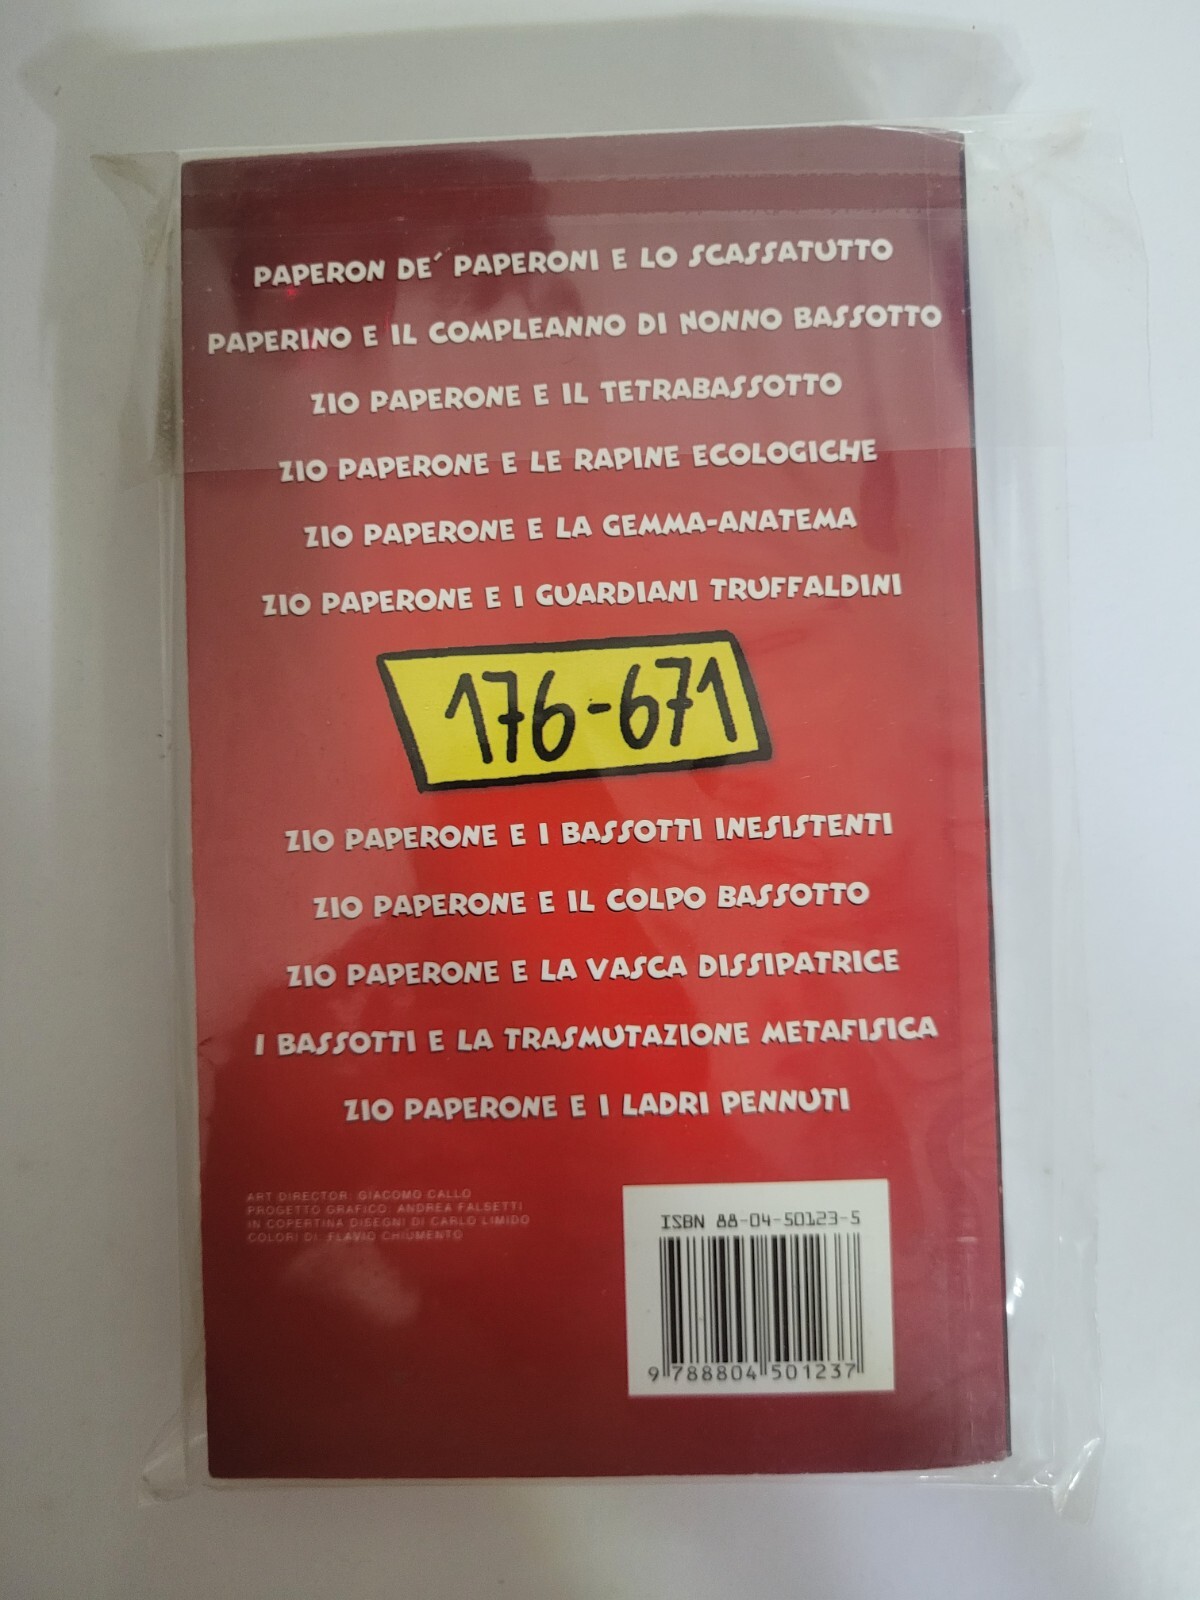 PAPERON DE' PAPERONI E LO SCASSATUTTO
PAPERINO E IL COMPLEANNO DI NONNO BASSOTTO
ZIO PAPERONE E IL TETRABASSOTTO
ZIO PAPERONE E LE RAPINE ECOLOGICHE
ZIO PAPERONE E LA GEMMA-ANATEMA
ZIO PAPERONE E I GUARDIANI TRUFFALDINI
176-671
ZIO PAPERONE E I BASSOTTI INESISTENTI
ZIO PAPERONE E IL COLPO BASSOTTO
ZIO PAPERONE E LA VASCA DISSIPATRICE
I BASSOTTI E LA TRASMUTAZIONE METAFISICA
ZIO PAPERONE E I LADRI PENNUTI
ART DIRECTOR: GIACOMO CALLO
PROGETTO GRAFICO: ANDREA FALSETTI
IN COPERTINA DISEGNI DI CARLO LIMIDO
COLORI DI: FLAVIO CHIUMENTO
ISBN 88-04-50123-5
9 788804 501237